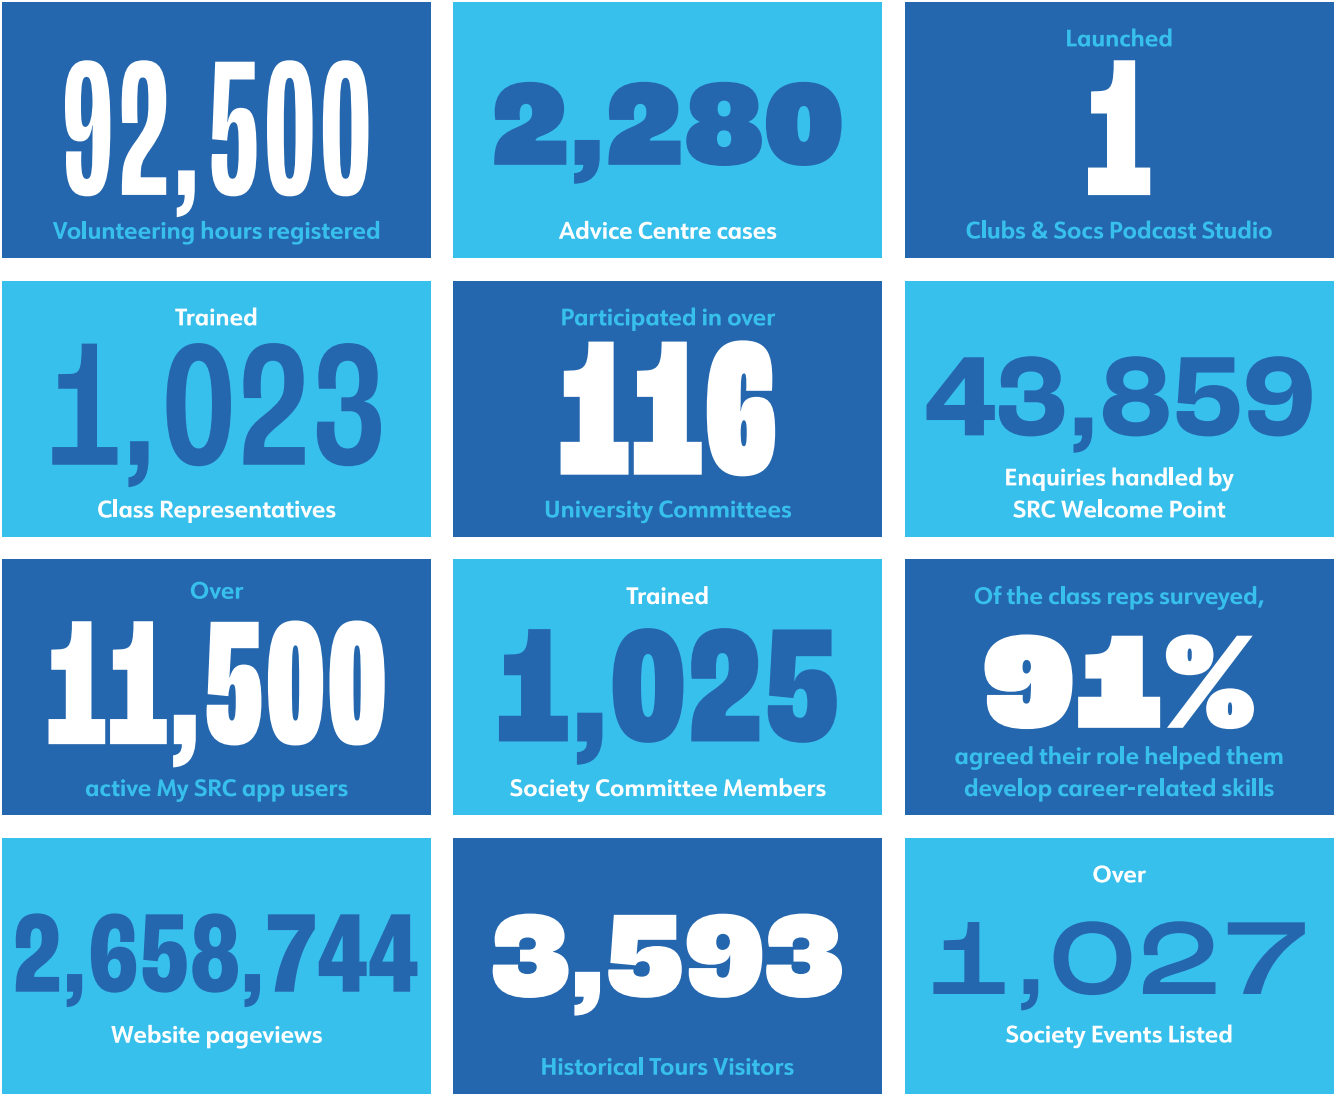 92,500
Volunteering hours registered
2,280
Advice Centre cases
Launched
1
Clubs & Socs Podcast Studio
Trained
1,023
Class Representatives
Participated in over
116
University Committees
43,859
Enquiries handled by
SRC Welcome Point
Over
11,500
active My SRC app users
Trained
1,025
Society Committee Members
Of the class reps surveyed,
91%
agreed their role helped them
develop career-related skills
2,658,744
Website pageviews
3,593
Historical Tours Visitors
Over
1,027
Society Events Listed